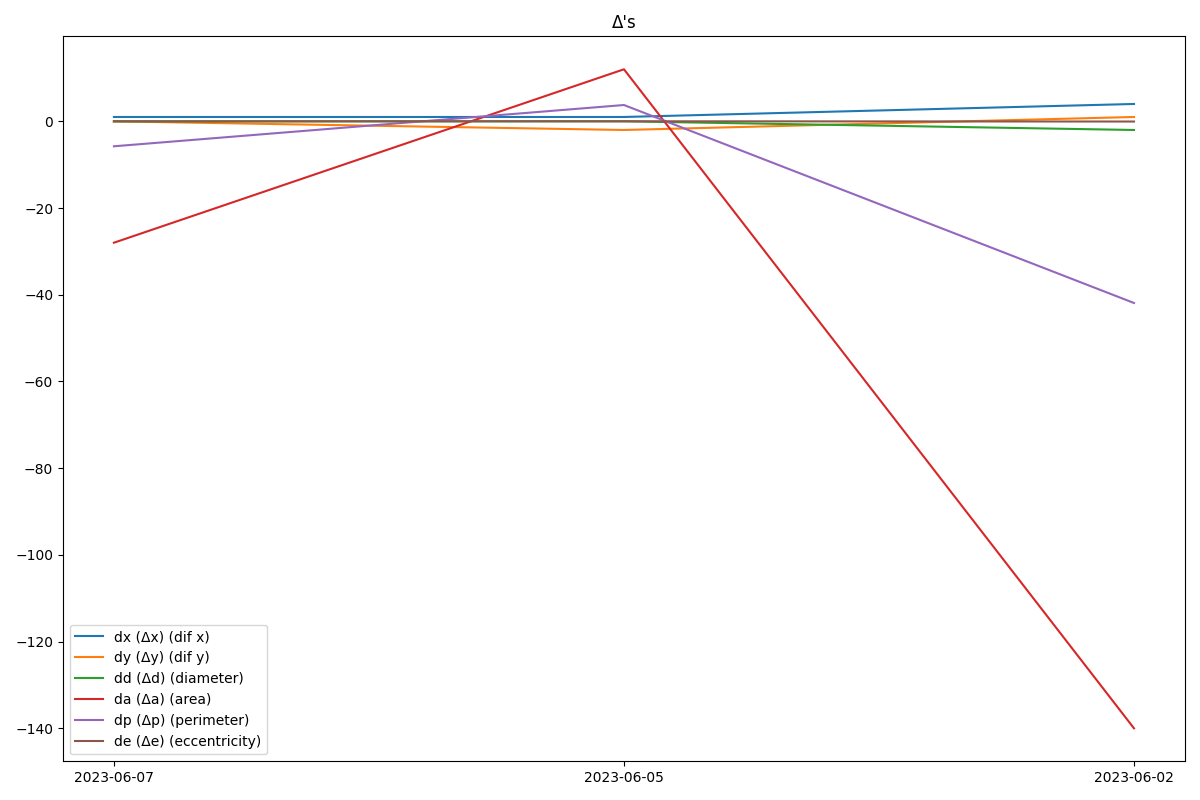 Δ's
0
−20
−40
−60
−80
−100
−120
−140
dx (Δx) (dif x)
dy (Δy) (dif y)
dd (Δd) (diameter)
da (Δa) (area)
dp (Δp) (perimeter)
de (Δe) (eccentricity)
2023-06-07
2023-06-05
2023-06-02